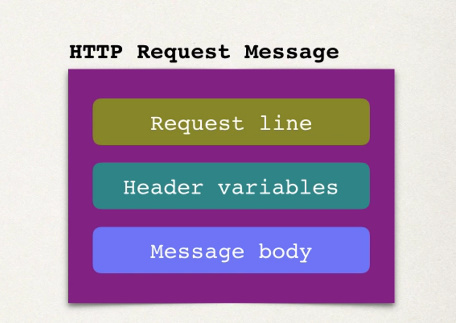 HTTP Request Message
Request line
Header variables
Message body